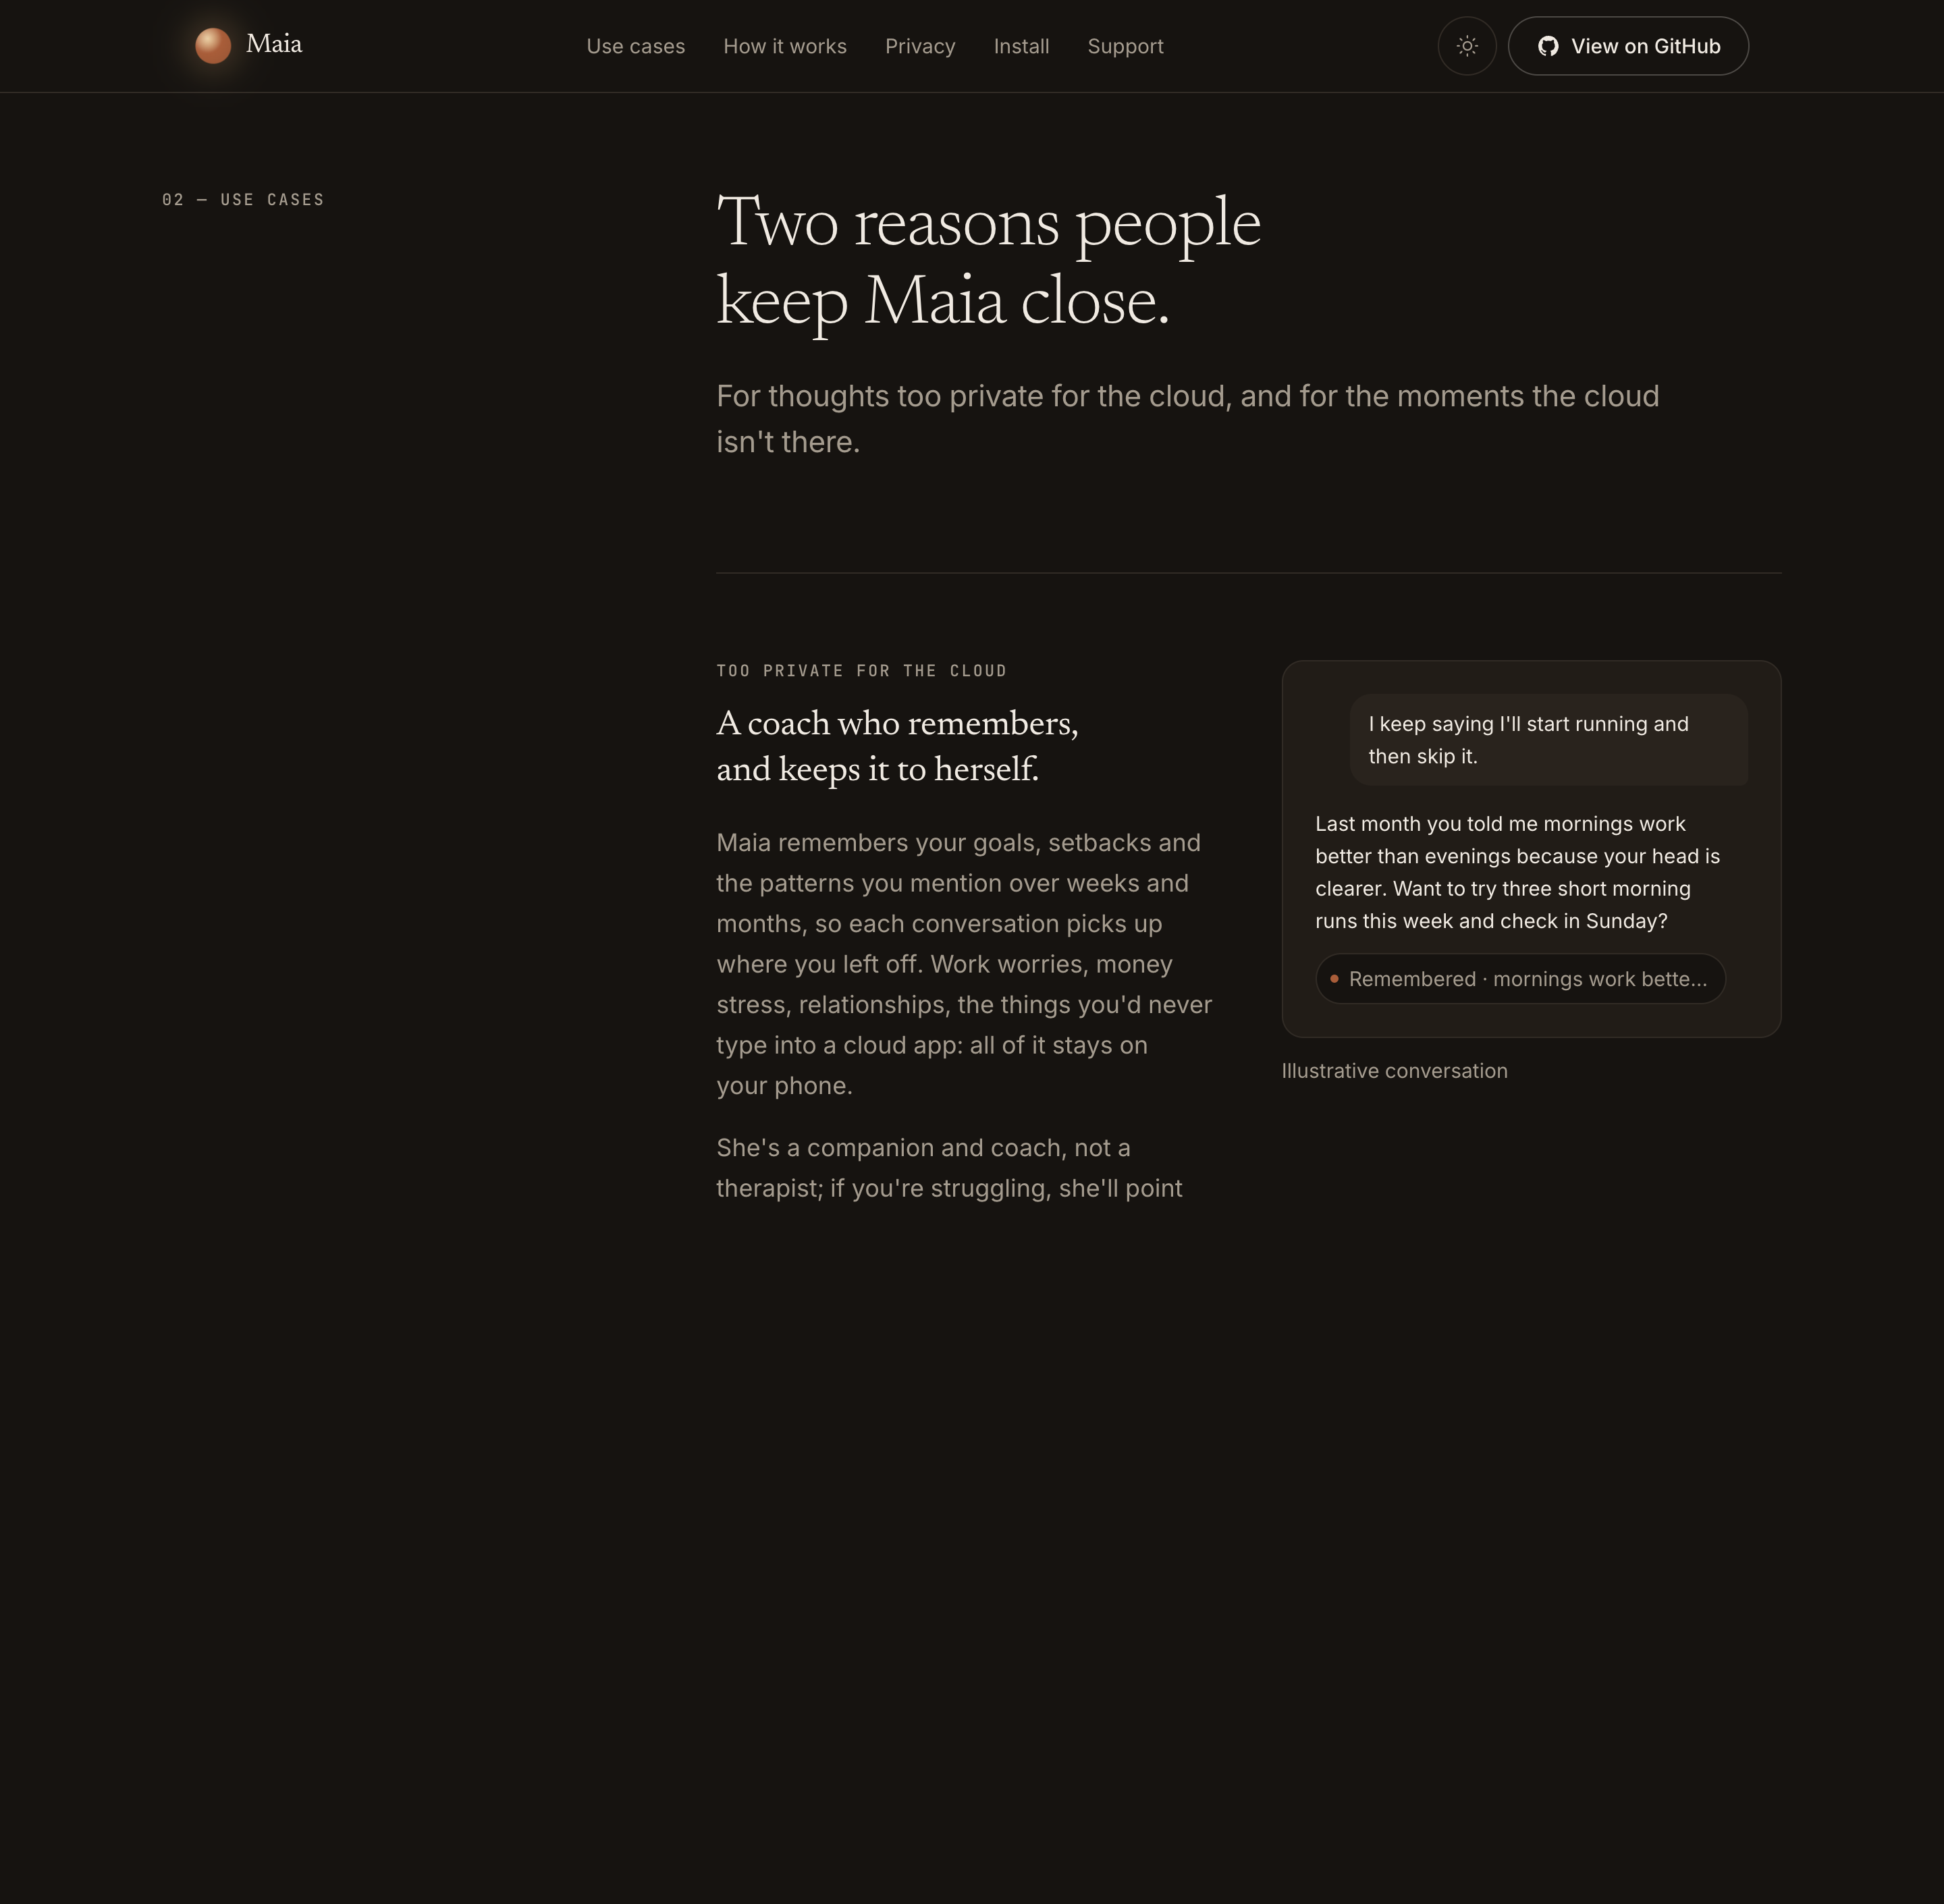 Maia
Use cases
How it works
Privacy
Install
Support
View on GitHub
02 — USE CASES
Two reasons people
keep Maia close.
For thoughts too private for the cloud, and for the moments the cloud
isn't there.
TOO PRIVATE FOR THE CLOUD
A coach who remembers,
and keeps it to herself.
Maia remembers your goals, setbacks and
the patterns you mention over weeks and
months, so each conversation picks up
where you left off. Work worries, money
stress, relationships, the things you'd never
type into a cloud app: all of it stays on
your phone.
She's a companion and coach, not a
therapist; if you're struggling, she'll point
I keep saying I'll start running and
then skip it.
Last month you told me mornings work
better than evenings because your head is
clearer. Want to try three short morning
runs this week and check in Sunday?
Remembered · mornings work bette...
Illustrative conversation